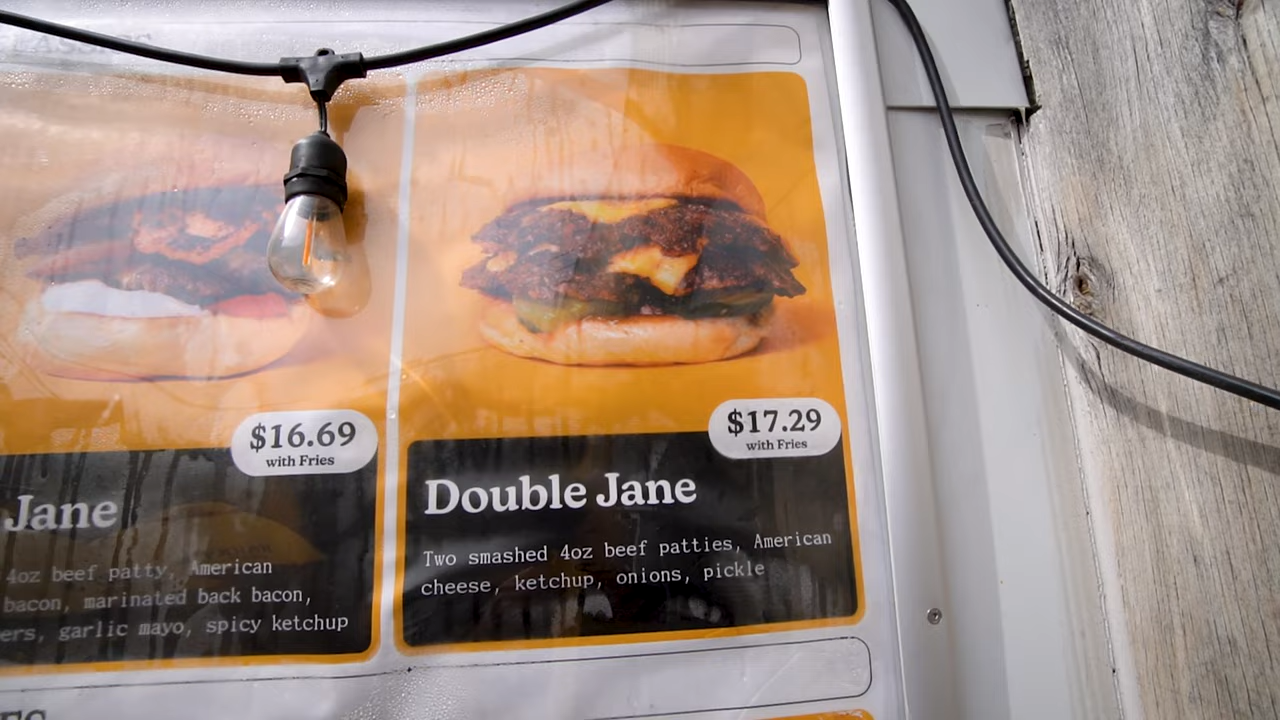 $16.69
with Fries
Jane
4oz beef patty, American
bacon, marinated back bacon,
garlic mayo, spicy ketchup
$17.29
with Fries
Double Jane
Two smashed 4oz beef patties, American
cheese, ketchup, onions, pickle